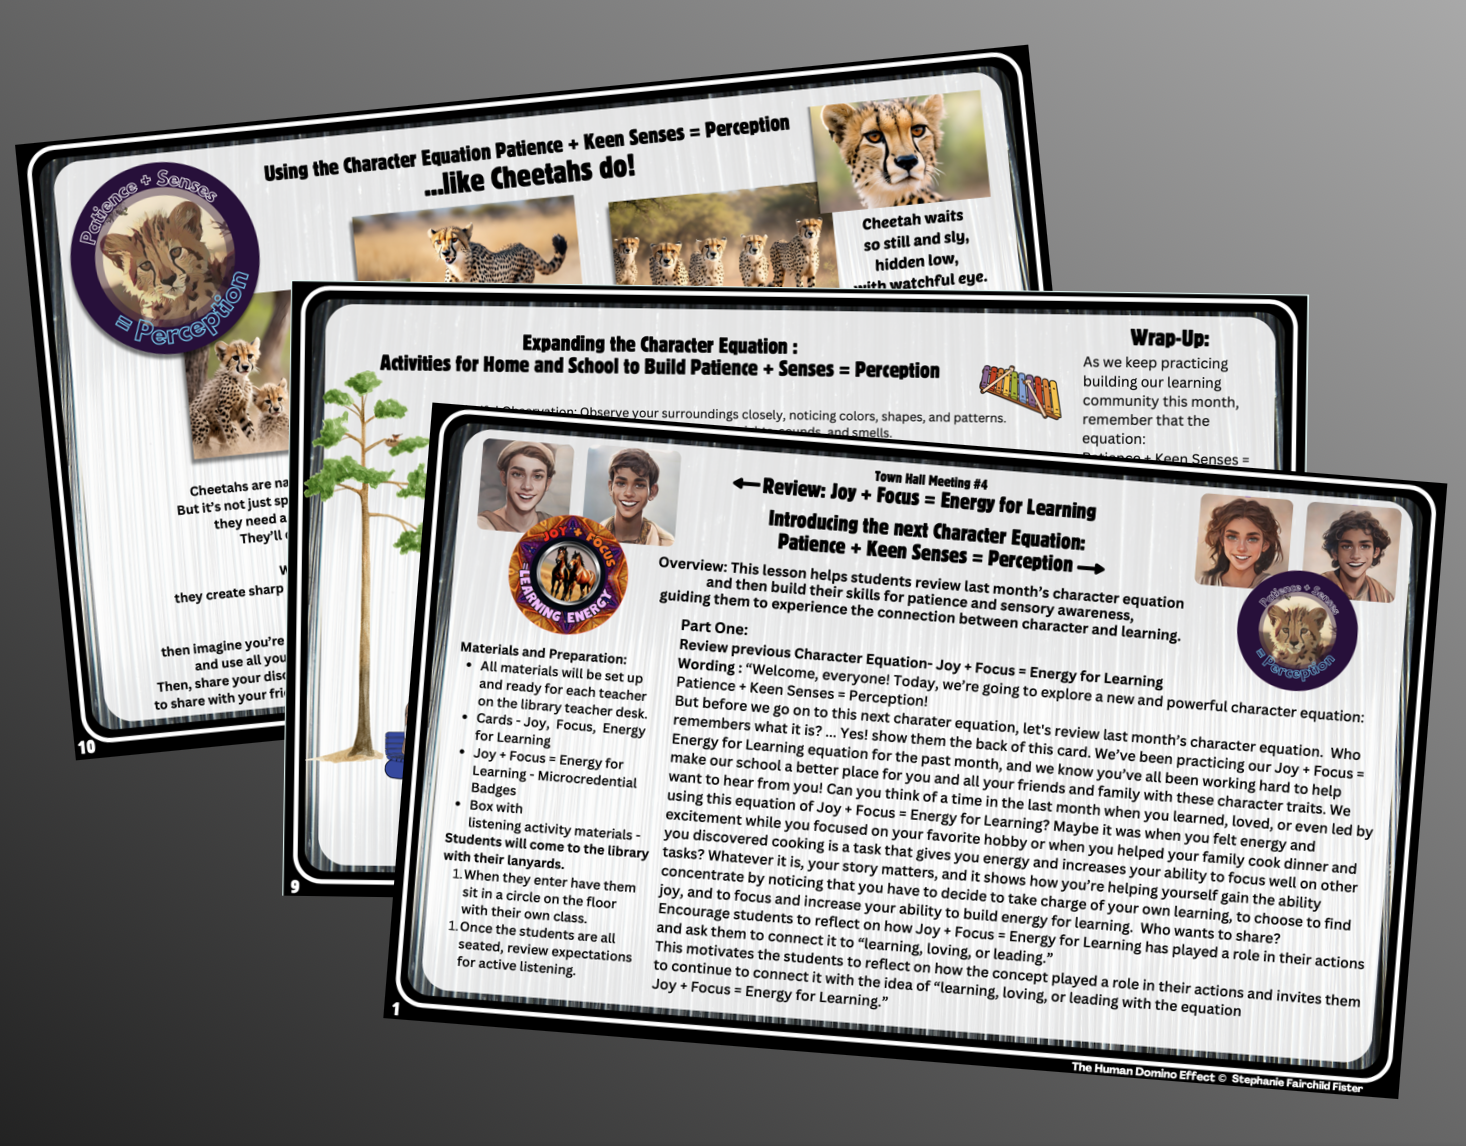 Using the Character Equation Patience + Keen Senses = Perception
...like Cheetahs do!
Patience + Senses
= Perception
Cheetah waits
so still and sly,
hidden low,
with watchful eye.
Cheetahs are na
But it's not just sp
they need a
They'll
W
they create sharp
then imagine you're
and use all you
Then, share your disc
to share with your frie
10
Expanding the Character Equation :
Activities for Home and School to Build Patience + Senses = Perception
Observation: Observe your surroundings closely, noticing colors, shapes, and patterns.
sounds, and smells.
Wrap-Up:
As we keep practicing
building our learning
community this month,
remember that the
equation:
Patience + Keen Senses =
9
Town Hall Meeting #4
←Review: Joy + Focus = Energy for Learning
Introducing the next Character Equation:
Patience + Keen Senses = Perception →
Overview: This lesson helps students review last month's character equation
and then build their skills for patience and sensory awareness,
guiding them to experience the connection between character and learning.
JOY + FOCUS
=LEARNING ENERGY
Patience + Senses
= Perception
Materials and Preparation:
• All materials will be set up
and ready for each teacher
on the library teacher desk.
• Cards - Joy, Focus, Energy
for Learning
• Joy + Focus = Energy for
Learning - Microcredential
Badges
• Box with
listening activity materials -
Students will come to the library
with their lanyards.
1. When they enter have them
sit in a circle on the floor
with their own class.
1. Once the students are all
seated, review expectations
for active listening.
Part One:
Review previous Character Equation- Joy + Focus = Energy for Learning
Wording : “Welcome, everyone! Today, we're going to explore a new and powerful character equation:
Patience + Keen Senses = Perception!
But before we go on to this next charater equation, let's review last month's character equation. Who
remembers what it is? ... Yes! show them the back of this card. We've been practicing our Joy + Focus =
Energy for Learning equation for the past month, and we know you've all been working hard to help
make our school a better place for you and all your friends and family with these character traits. We
want to hear from you! Can you think of a time in the last month when you learned, loved, or even led by
using this equation of Joy + Focus = Energy for Learning? Maybe it was when you felt energy and
excitement while you focused on your favorite hobby or when you helped your family cook dinner and
you discovered cooking is a task that gives you energy and increases your ability to focus well on other
tasks? Whatever it is, your story matters, and it shows how you're helping yourself gain the ability
concentrate by noticing that you have to decide to take charge of your own learning, to choose to find
joy, and to focus and increase your ability to build energy for learning. Who wants to share?
Encourage students to reflect on how Joy + Focus = Energy for Learning has played a role in their actions
and ask them to connect it to “learning, loving, or leading.”
This motivates the students to reflect on how the concept played a role in their actions and invites them
to continue to connect it with the idea of “learning, loving, or leading with the equation
Joy + Focus = Energy for Learning.”
1
The Human Domino Effect © Stephanie Fairchild Fister